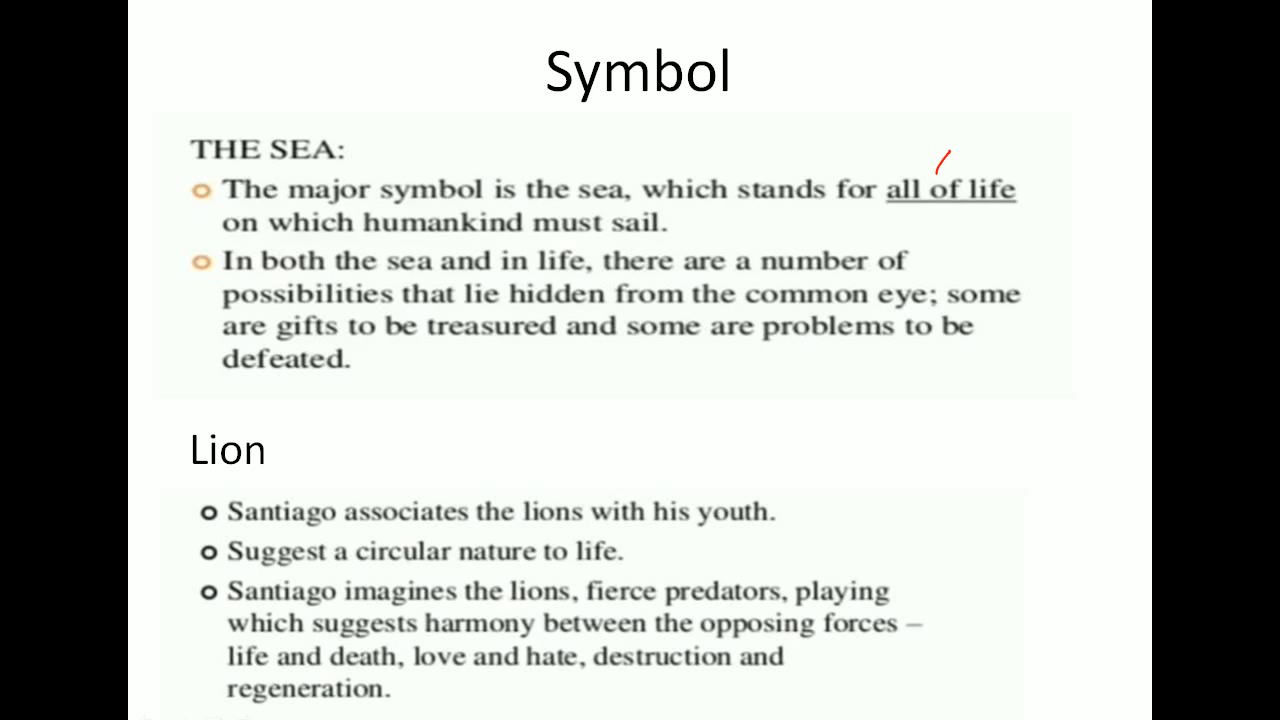 Symbol
THE SEA:
The major symbol is the sea, which stands for all of life
on which humankind must sail.
In both the sea and in life, there are a number of
possibilities that lie hidden from the common eye; some
are gifts to be treasured and some are problems to be
defeated.
Lion
Santiago associates the lions with his youth.
Suggest a circular nature to life.
Santiago imagines the lions, fierce predators, playing
which suggests harmony between the opposing forces –
life and death, love and hate, destruction and
regeneration.